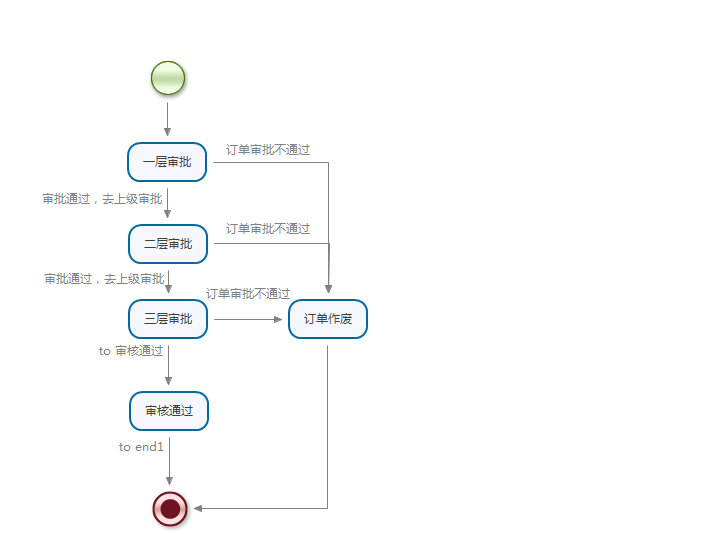 订单审批不通过
一层审批
审批通过，去上级审批
订单审批不通过
二层审批
审批通过，去上级审批
订单审批不通过
三层审批
订单作废
to 审核通过
审核通过
to end1